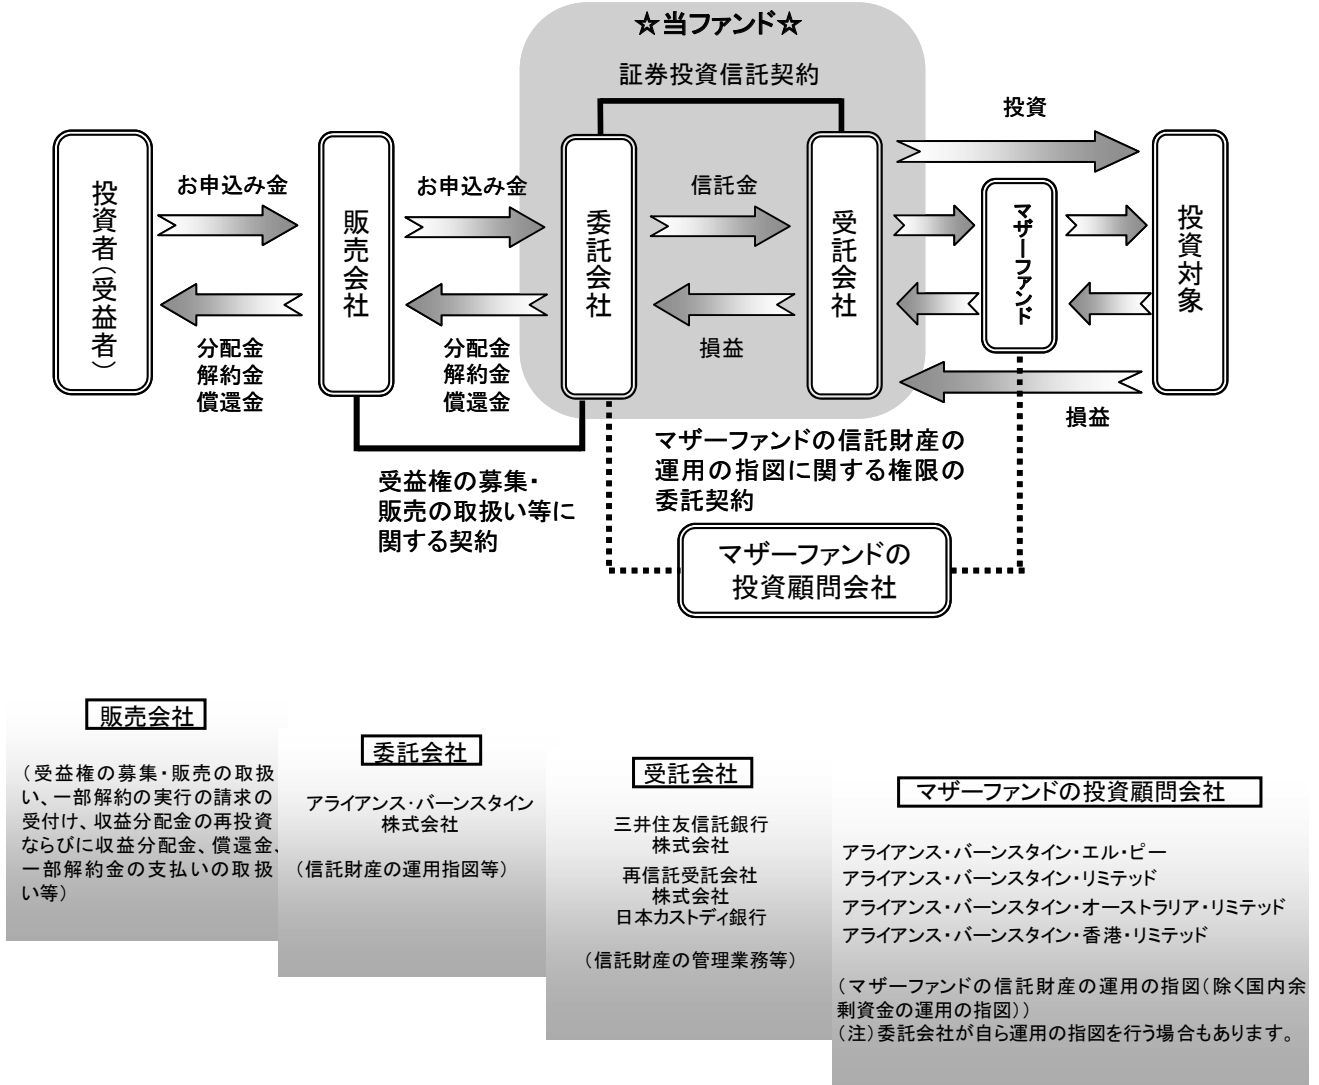 ☆当ファンド☆
証券投資信託契約
投資
投資者(受益者)
お申込み金
販売会社
お申込み金
委託会社
信託金
受託会社
マザーファンド
投資対象
分配金
解約金
償還金
分配金
解約金
償還金
損益
損益
受益権の募集・
販売の取扱い等に
関する契約
マザーファンドの信託財産の
運用の指図に関する権限の
委託契約
マザーファンドの
投資顧問会社
販売会社
(受益権の募集・販売の取扱
い、一部解約の実行の請求の
受付け、収益分配金の再投資
ならびに収益分配金、償還金、
一部解約金の支払いの取扱
い等)
委託会社
アライアンス・バーンスタイン
株式会社
(信託財産の運用指図等)
受託会社
三井住友信託銀行
株式会社
再信託受託会社
株式会社
日本カストディ銀行
(信託財産の管理業務等)
マザーファンドの投資顧問会社
アライアンス・バーンスタイン・エル・ピー
アライアンス・バーンスタイン・リミテッド
アライアンス・バーンスタイン・オーストラリア・リミテッド
アライアンス・バーンスタイン・香港・リミテッド
(マザーファンドの信託財産の運用の指図(除く国内余
剰資金の運用の指図))
(注)委託会社が自ら運用の指図を行う場合もあります。